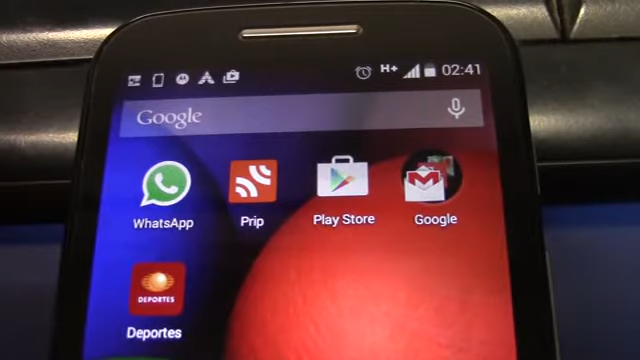 H+ 02:41
Google
WhatsApp Prip Play Store Google
DEPORTES
Deportes